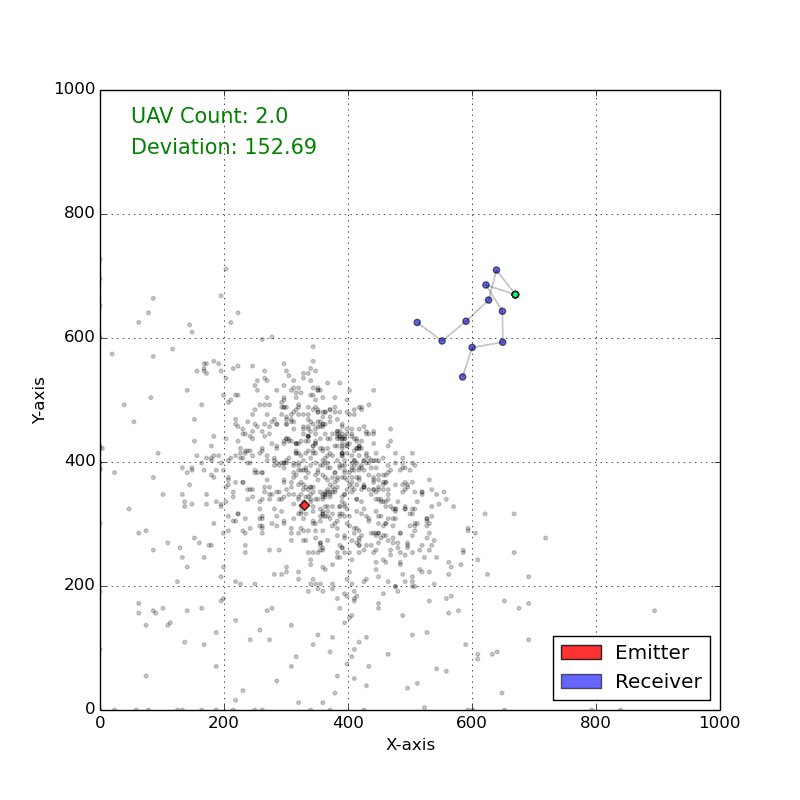 1000
UAV Count: 2.0
Deviation: 152.69
800
600
Y-axis
400
200
Emitter
Receiver
0
0 200 400 600 800 1000
X-axis